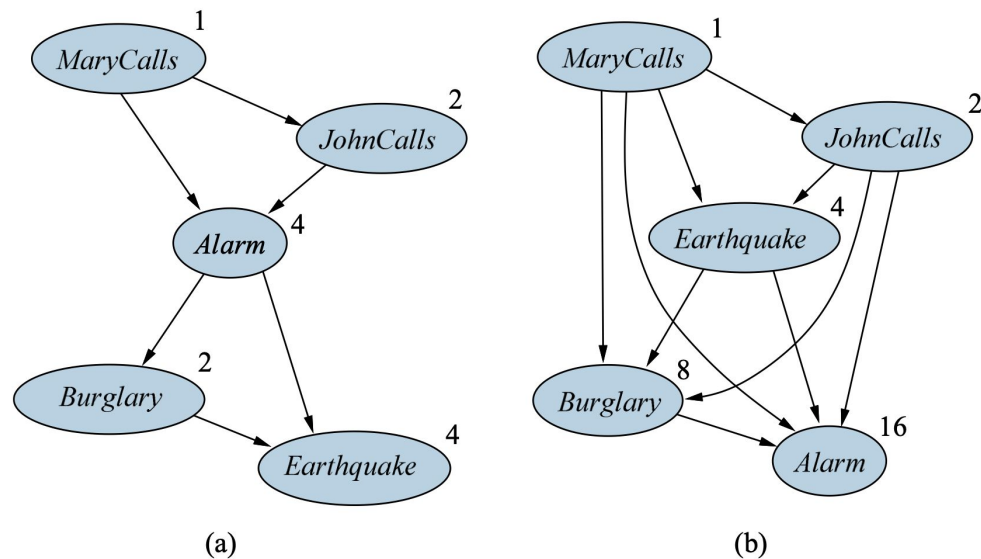 1
MaryCalls
2
JohnCalls
4
Alarm
2
Burglary
4
Earthquake
(a)
1
MaryCalls
2
JohnCalls
4
Earthquake
8
Burglary
16
Alarm
(b)